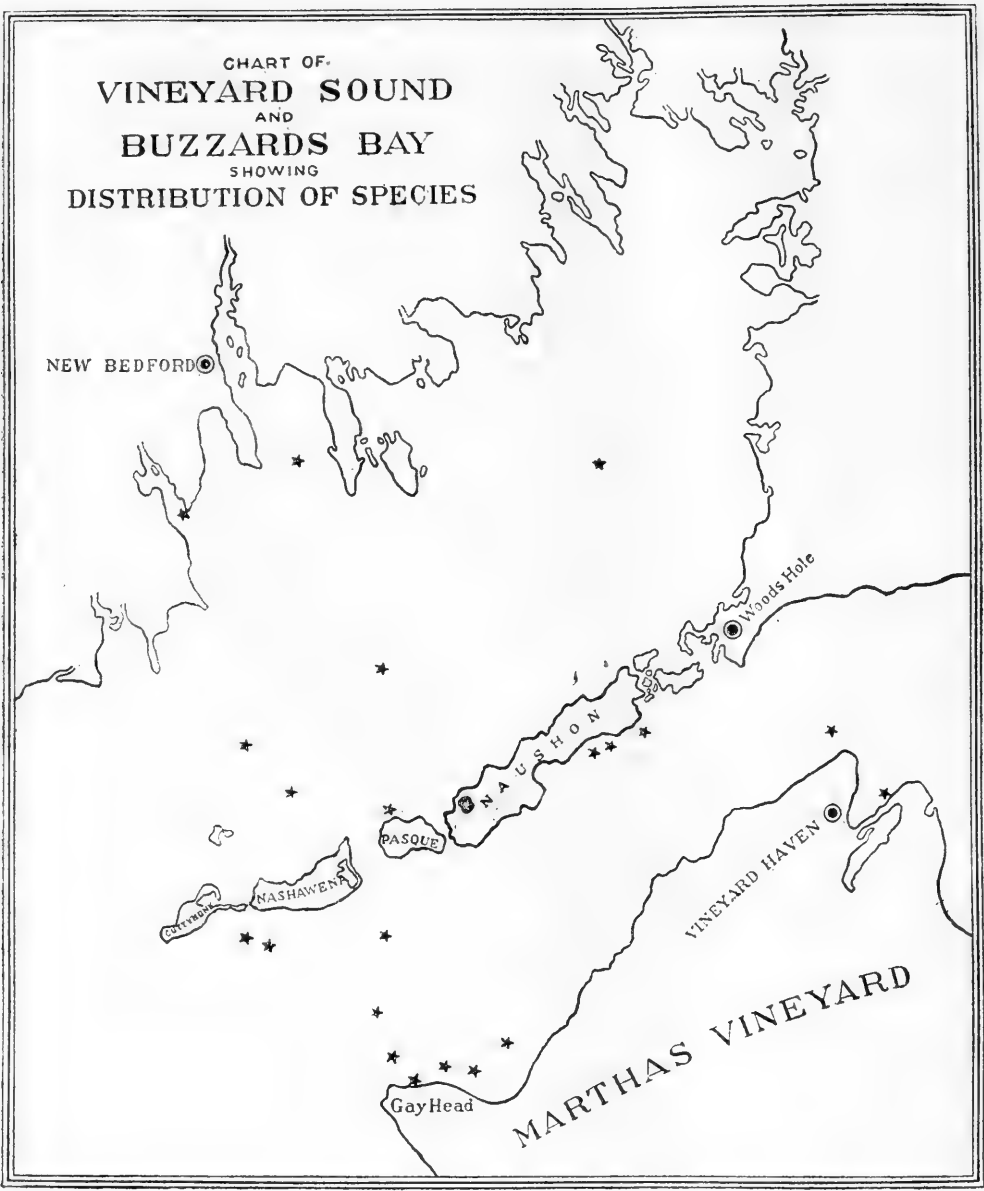 CHART OF
VINEYARD SOUND
AND
BUZZARDS BAY
SHOWING
DISTRIBUTION OF SPECIES
NEW BEDFORD
Woods Hole
NAUSHON
PASQUE
NASHAWENA
CUTTYHUNK
VINEYARD HAVEN
MARTHAS VINEYARD
Gay Head